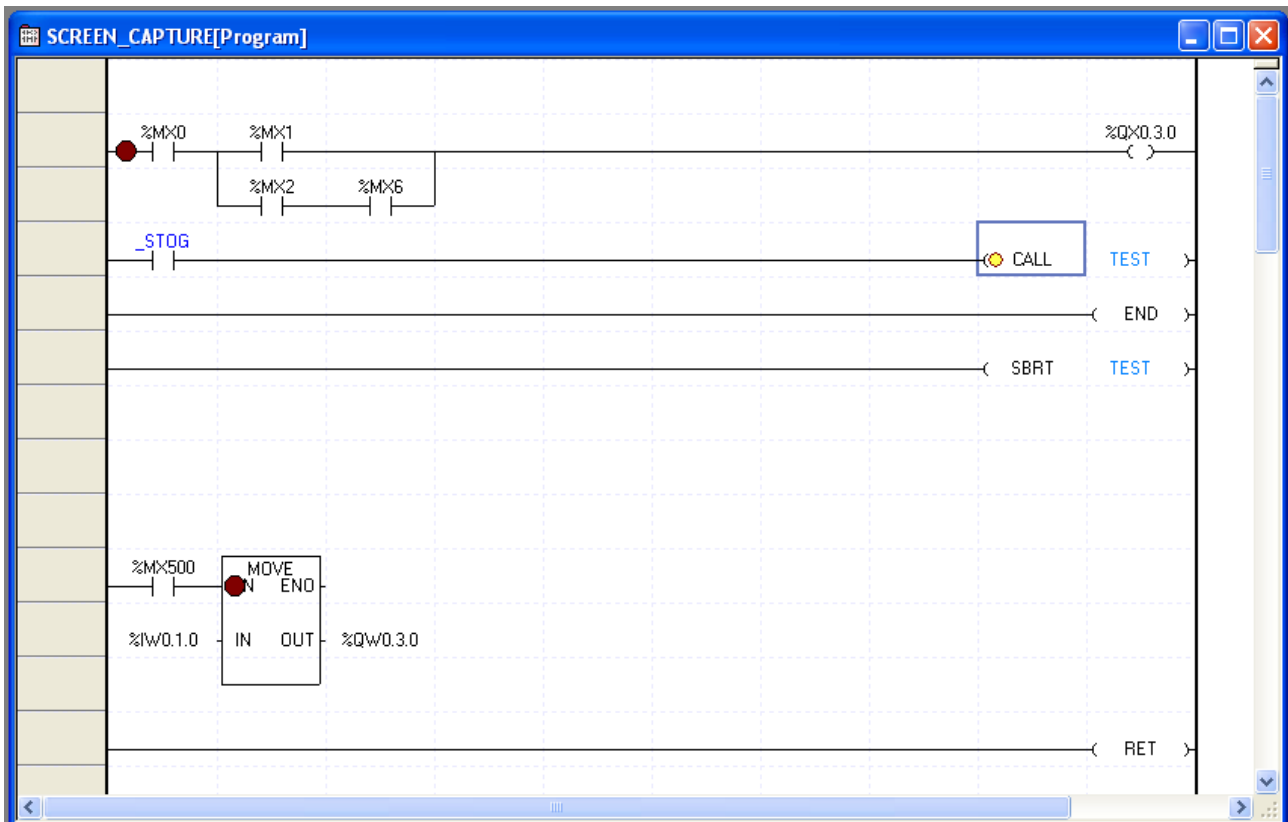 SCREEN_CAPTURE[Program]
%MX0 %MX1 %QX0.3.0
%MX2 %MX6
_STOG
CALL TEST
END
SBRT TEST
%MX500 MOVE
N ENO
%IW0.1.0 IN OUT %QW0.3.0
RET